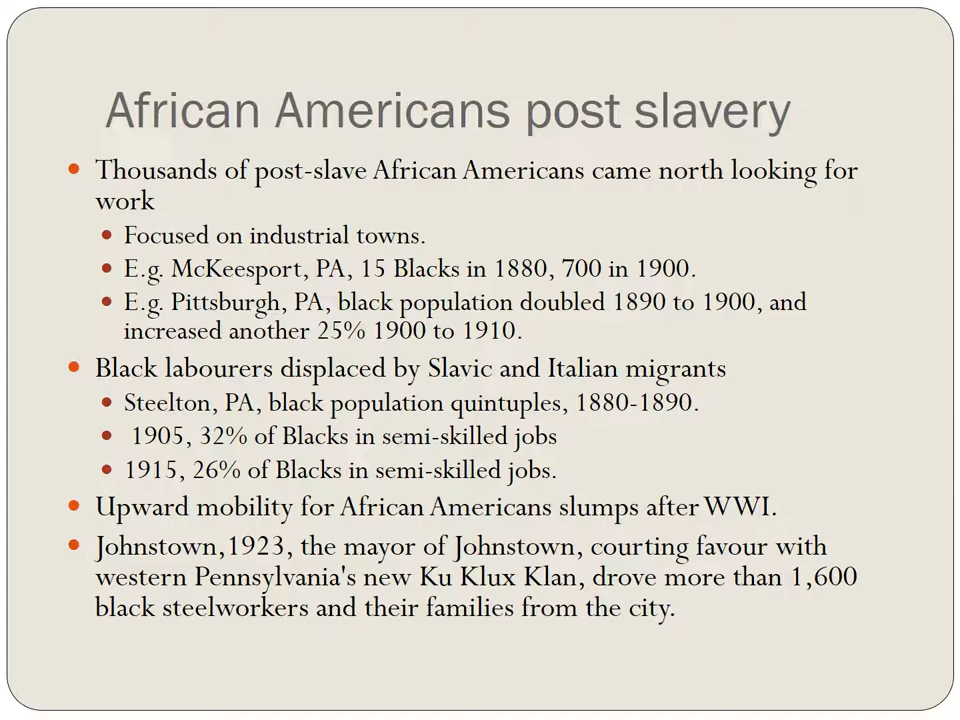 African Americans post slavery
Thousands of post-slave African Americans came north looking for
work
Focused on industrial towns.
E.g. McKeesport, PA, 15 Blacks in 1880, 700 in 1900.
E.g. Pittsburgh, PA, black population doubled 1890 to 1900, and
increased another 25% 1900 to 1910.
Black labourers displaced by Slavic and Italian migrants
Steelton, PA, black population quintuples, 1880-1890.
1905, 32% of Blacks in semi-skilled jobs
1915, 26% of Blacks in semi-skilled jobs.
Upward mobility for African Americans slumps after WWI.
Johnstown,1923, the mayor of Johnstown, courting favour with
western Pennsylvania's new Ku Klux Klan, drove more than 1,600
black steelworkers and their families from the city.